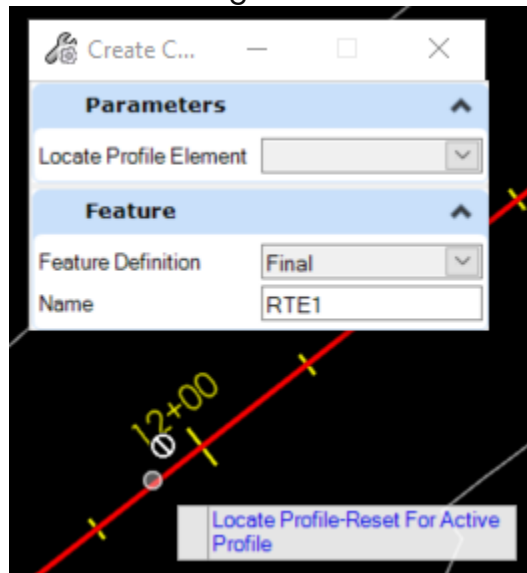 Create C...
Parameters
Locate Profile Element
Feature
Feature Definition Final
Name RTE1
12+00
Locate Profile-Reset For Active
Profile